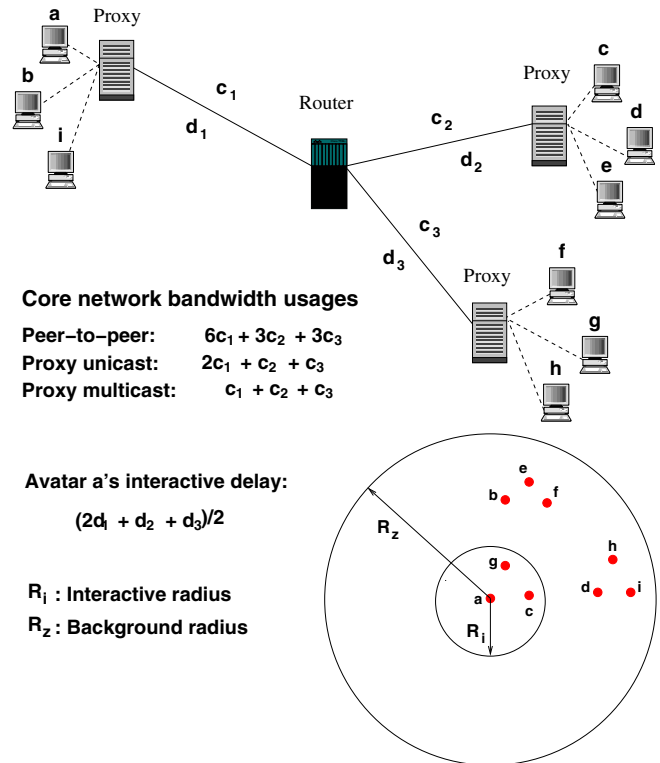 a
Proxy
b
i
c₁
d₁
Router
c₂
d₂
Proxy
c
d
e
c₃
d₃
Proxy
f
g
h
Core network bandwidth usages
Peer−to−peer: 6c₁ + 3c₂ + 3c₃
Proxy unicast: 2c₁ + c₂ + c₃
Proxy multicast: c₁ + c₂ + c₃
Avatar a's interactive delay:
(2d₁ + d₂ + d₃)/2
Rᵢ : Interactive radius
R_z : Background radius
e
b
f
R_z
g
h
a
c
d
i
Rᵢ